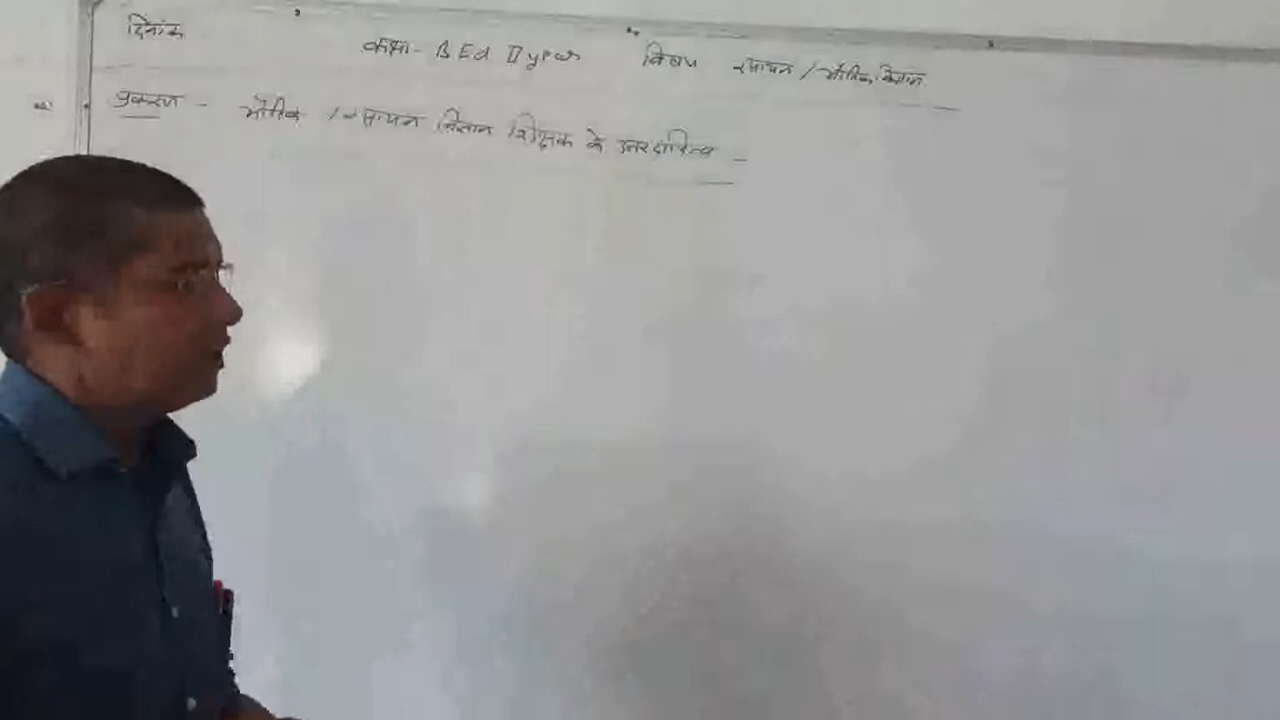 दिनांक कक्षा - B Ed II year विषय रसायन / भौतिक विज्ञान
प्रकरण - भौतिक / रसायन विज्ञान शिक्षक के उत्तरदायित्व -